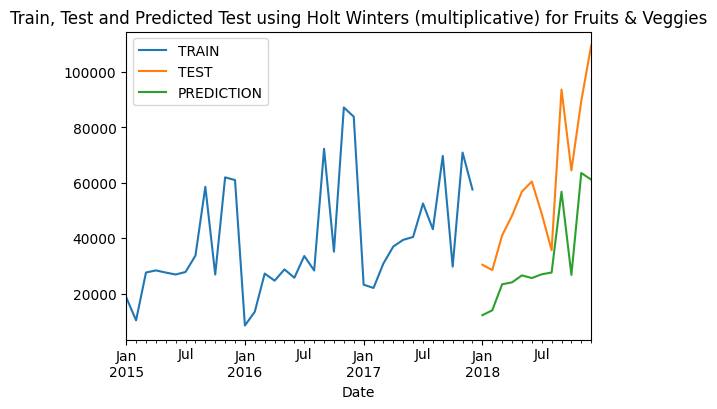 Train, Test and Predicted Test using Holt Winters (multiplicative) for Fruits & Veggies
TRAIN
TEST
PREDICTION
100000
80000
60000
40000
20000
Jan Jul Jan Jul Jan Jul Jan Jul
2015 2016 2017 2018
Date